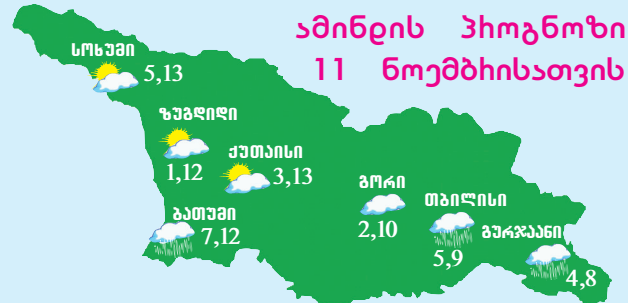 ამინდის პროგნოზი
11 ნოემბრისათვის
სოხუმი
5,13
ზუგდიდი
1,12
ქუთაისი
3,13
გორი
2,10
თბილისი
5,9
ბათუმი
7,12
გურჯაანი
4,8